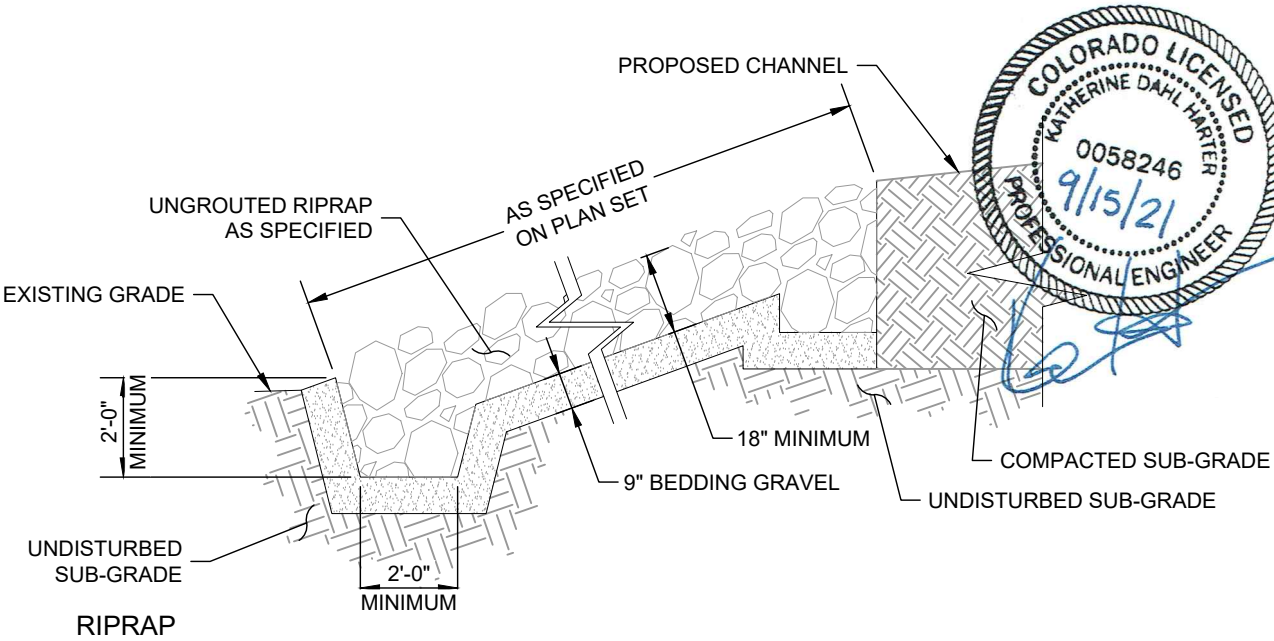 PROPOSED CHANNEL
COLORADO LICENSED
KATHERINE DAHL HARTER
0058246
9/15/21
PROFESSIONAL ENGINEER
UNGROUTED RIPRAP
AS SPECIFIED
AS SPECIFIED
ON PLAN SET
EXISTING GRADE
2'-0"
MINIMUM
18" MINIMUM
9" BEDDING GRAVEL
COMPACTED SUB-GRADE
UNDISTURBED SUB-GRADE
UNDISTURBED
SUB-GRADE
2'-0"
MINIMUM
RIPRAP